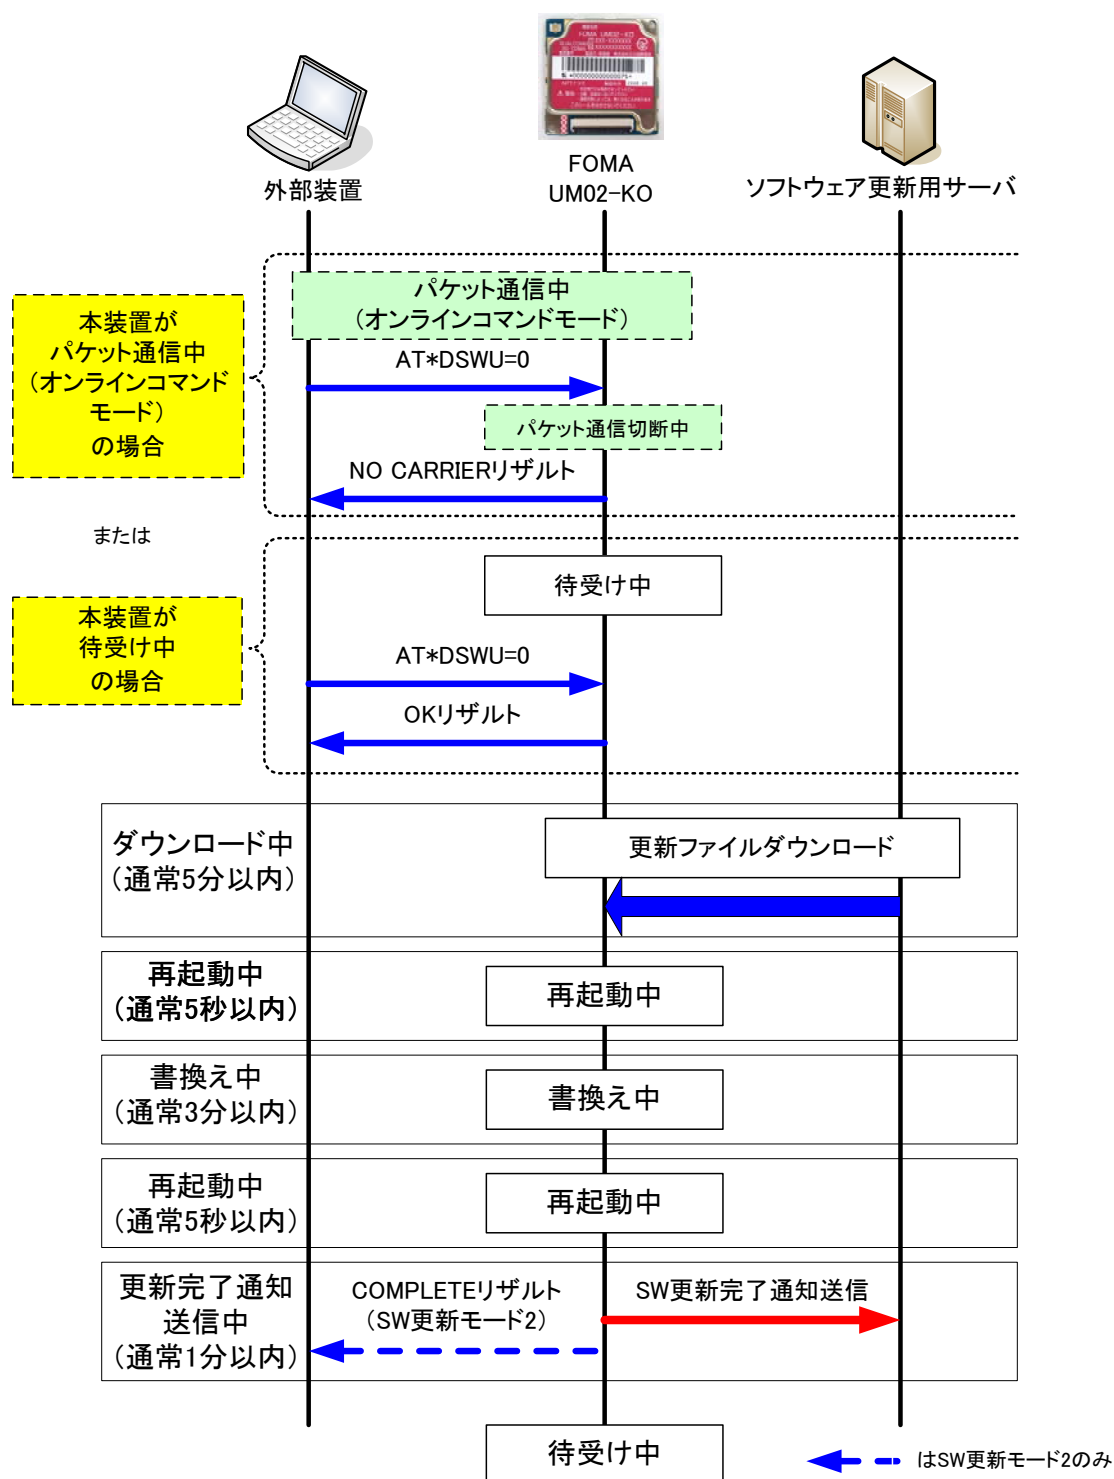 FOMA UM02-KO
外部装置
FOMA
UM02-KO
ソフトウェア更新用サーバ
本装置が
パケット通信中
(オンラインコマンド
モード)
の場合
パケット通信中
(オンラインコマンドモード)
AT*DSWU=0
パケット通信切断中
NO CARRIERリザルト
または
本装置が
待受け中
の場合
待受け中
AT*DSWU=0
OKリザルト
ダウンロード中
(通常5分以内)
更新ファイルダウンロード
再起動中
(通常5秒以内)
再起動中
書換え中
(通常3分以内)
書換え中
再起動中
(通常5秒以内)
再起動中
更新完了通知
送信中
(通常1分以内)
COMPLETEリザルト
(SW更新モード2)
SW更新完了通知送信
待受け中
はSW更新モード2のみ